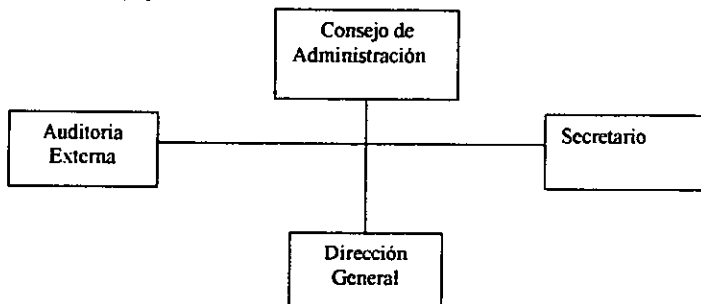 Consejo de
Administración
Auditoria
Externa
Secretario
Dirección
General